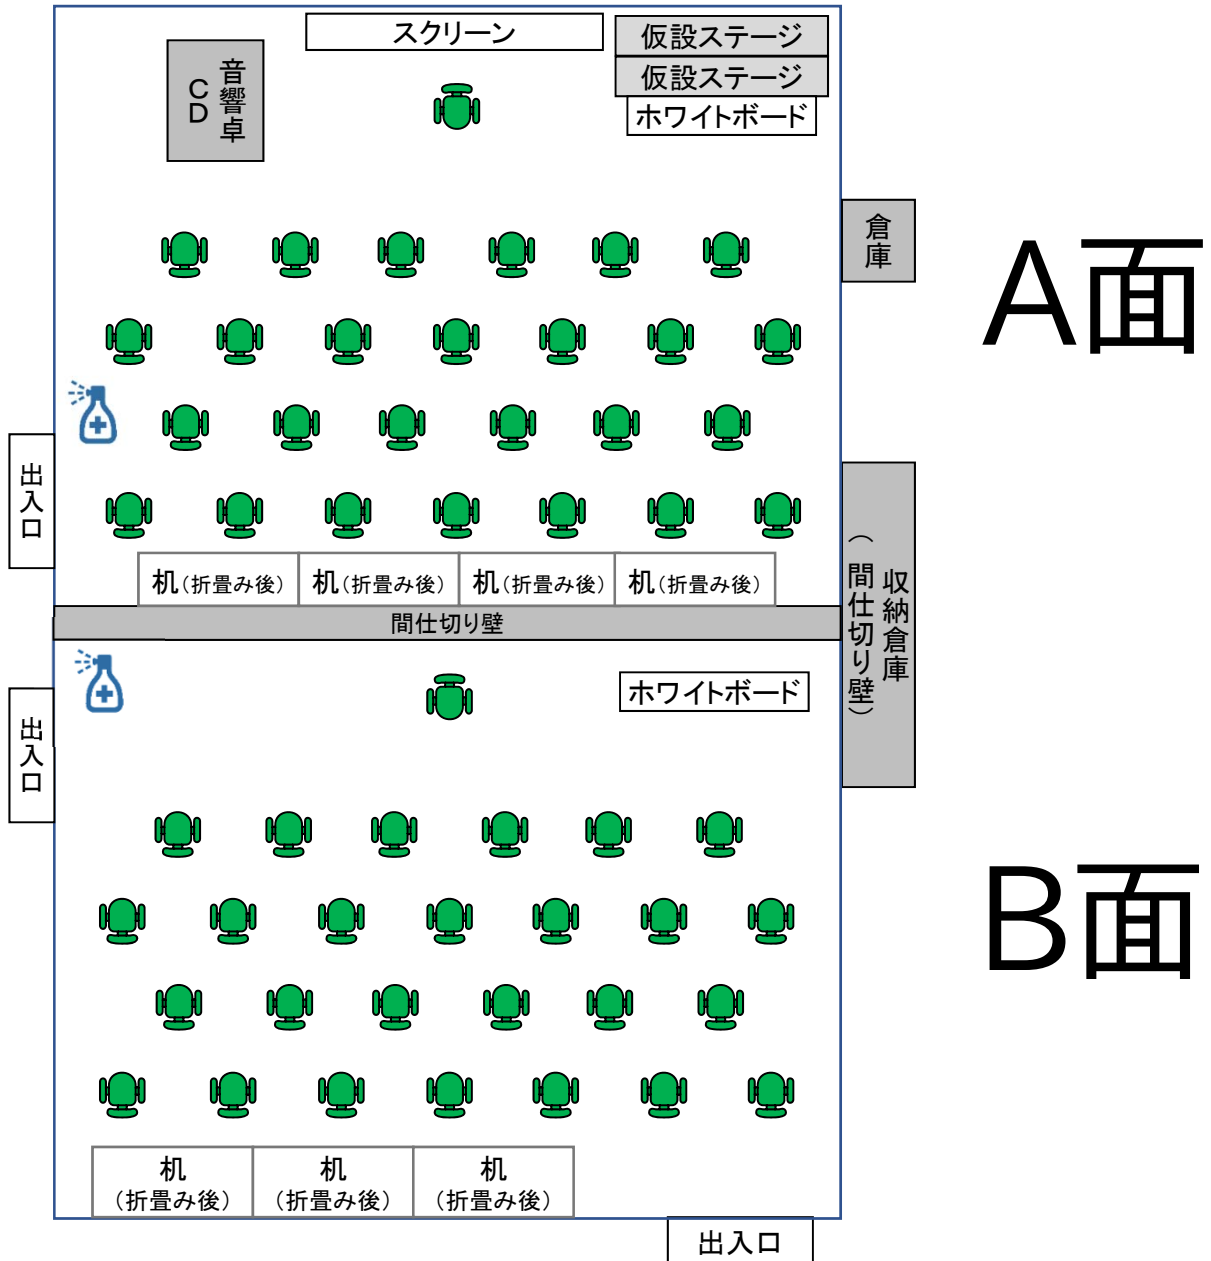 スクリーン
仮設ステージ
仮設ステージ
ホワイトボード
音響卓
CD
倉庫
A面
出入口
机(折畳み後)
机(折畳み後)
机(折畳み後)
机(折畳み後)
間仕切り壁
収納倉庫
(間仕切り壁)
ホワイトボード
出入口
B面
机
(折畳み後)
机
(折畳み後)
机
(折畳み後)
出入口